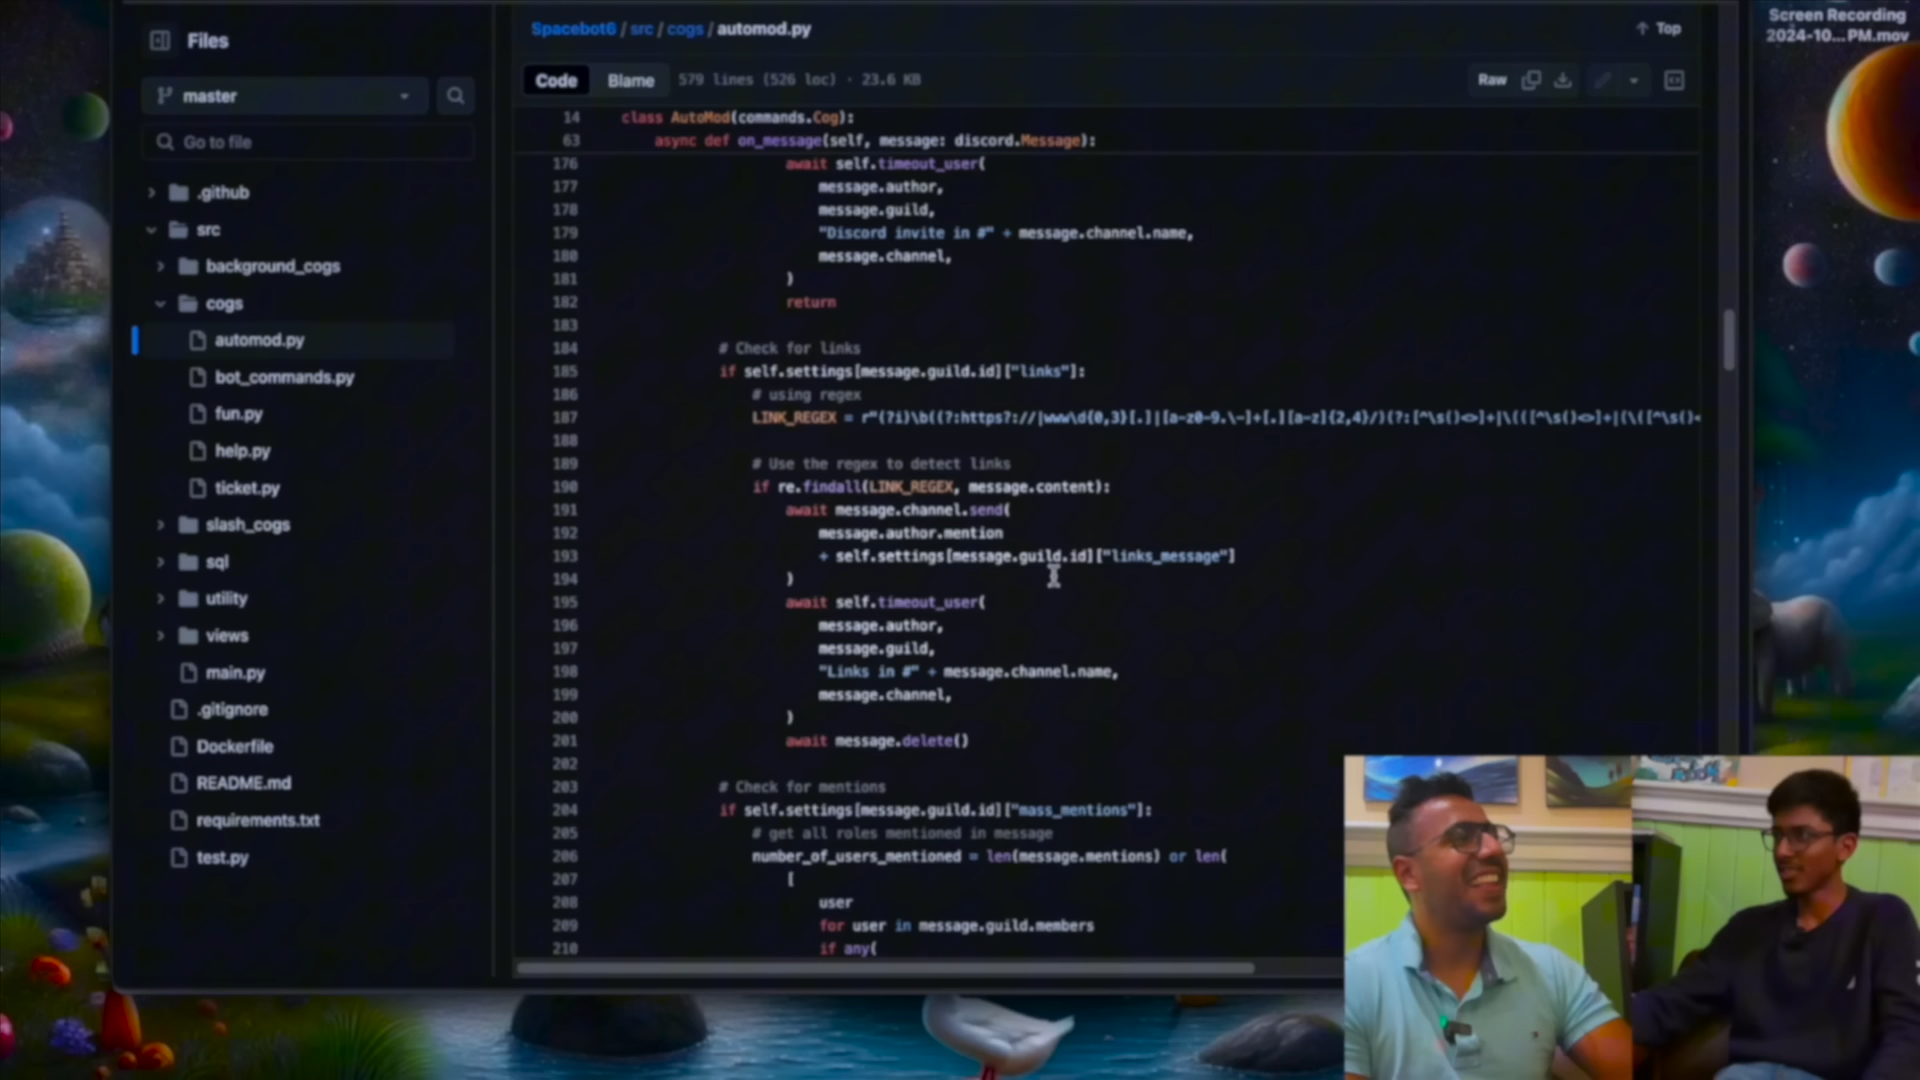 Screen Recording
2024-10...PM.mov
Files
master
Go to file
.github
src
background_cogs
cogs
automod.py
bot_commands.py
fun.py
help.py
ticket.py
slash_cogs
sql
utility
views
main.py
.gitignore
Dockerfile
README.md
requirements.txt
test.py
Spacebot6 / src / cogs / automod.py
Top
Code Blame 579 lines (526 loc) · 23.6 KB
Raw
14 class AutoMod(commands.Cog):
63 async def on_message(self, message: discord.Message):
176 await self.timeout_user(
177 message.author,
178 message.guild,
179 "Discord invite in #" + message.channel.name,
180 message.channel,
181 )
182 return
183
184 # Check for links
185 if self.settings[message.guild.id]["links"]:
186 # using regex
187 LINK_REGEX = r"(?i)\b((?:https?://|www\d{0,3}[.]|[a-z0-9.\-]+[.][a-z]{2,4}/)(?:[^\s()<>]+|\(([^\s()<>]+|(\([^\s()<
188
189 # Use the regex to detect links
190 if re.findall(LINK_REGEX, message.content):
191 await message.channel.send(
192 message.author.mention
193 + self.settings[message.guild.id]["links_message"]
194 )
195 await self.timeout_user(
196 message.author,
197 message.guild,
198 "Links in #" + message.channel.name,
199 message.channel,
200 )
201 await message.delete()
202
203 # Check for mentions
204 if self.settings[message.guild.id]["mass_mentions"]:
205 # get all roles mentioned in message
206 number_of_users_mentioned = len(message.mentions) or len(
207 [
208 user
209 for user in message.guild.members
210 if any(